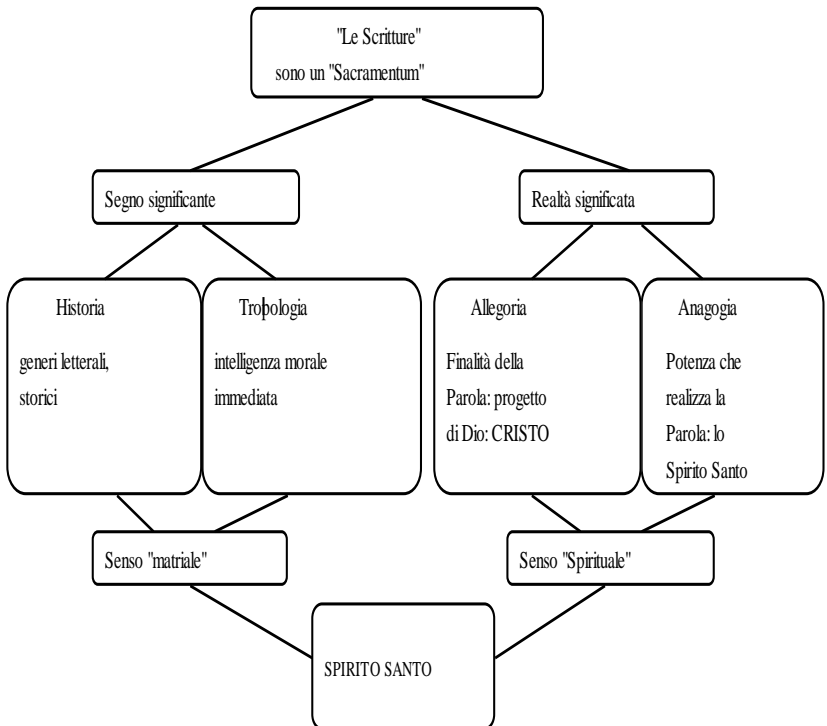 "Le Scritture"
sono un "Sacramentum"
Segno significante
Realtà significata
Historia
generi letterali,
storici
Tropologia
intelligenza morale
immediata
Allegoria
Finalità della
Parola: progetto
di Dio: CRISTO
Anagogia
Potenza che
realizza la
Parola: lo
Spirito Santo
Senso "matriale"
Senso "Spirituale"
SPIRITO SANTO